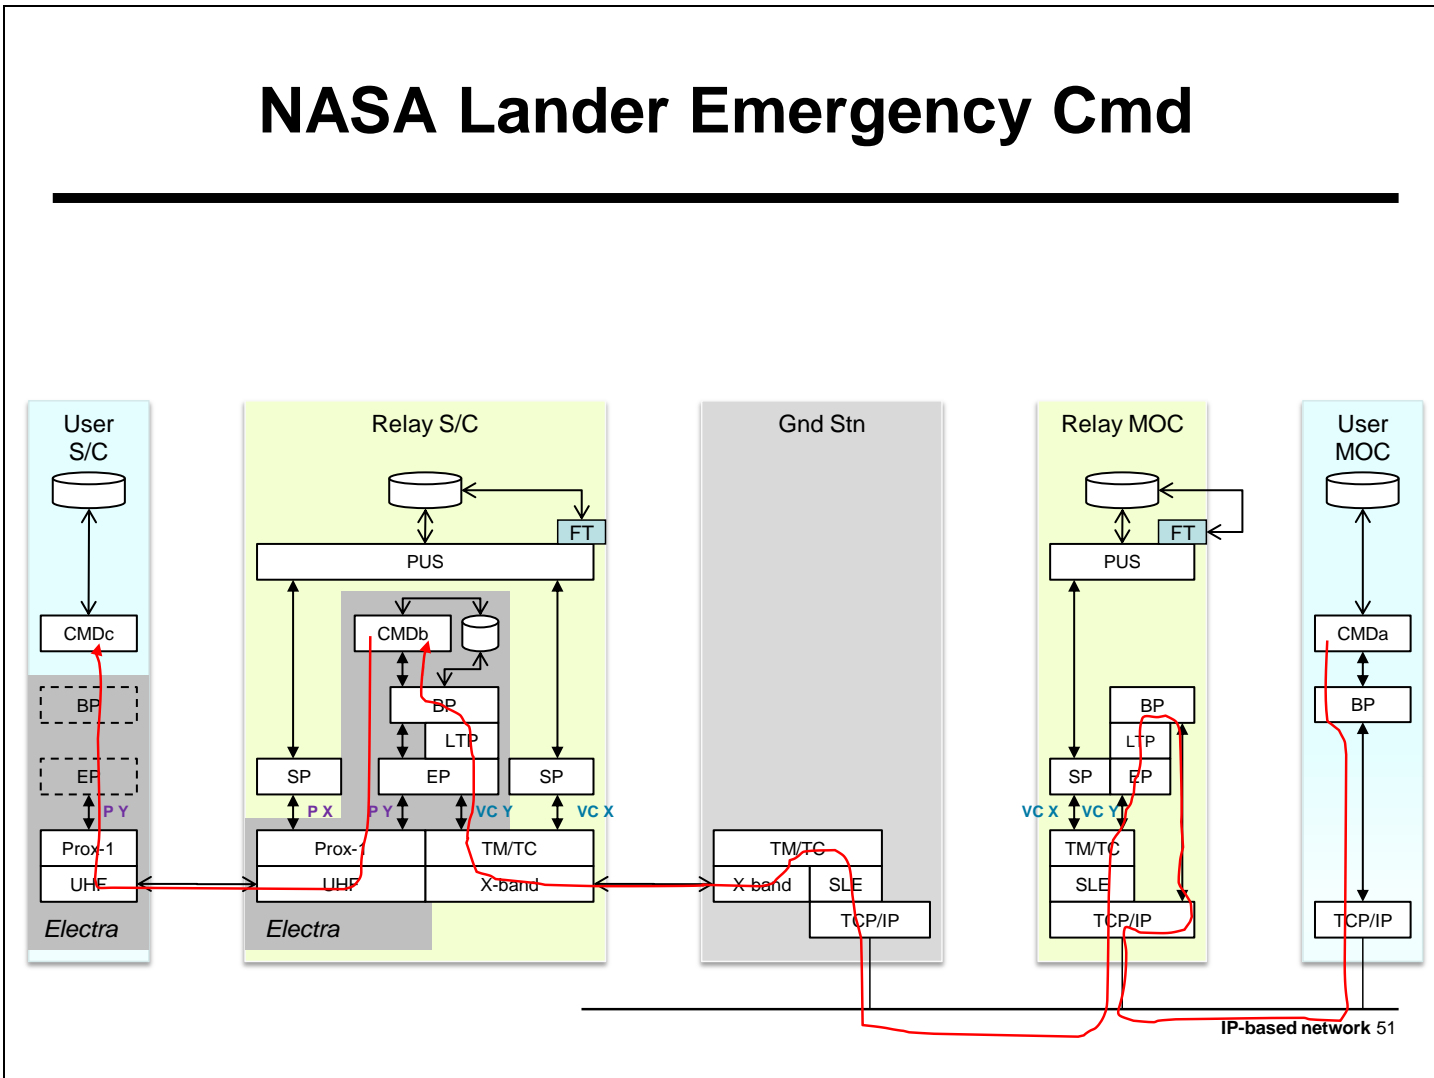 NASA Lander Emergency Cmd
User
S/C
CMDc
BP
EP
P Y
Prox-1
UHF
Electra
Relay S/C
FT
PUS
CMDb
BP
LTP
SP
EP
SP
P X
P Y
VC Y
VC X
Prox-1
TM/TC
UHF
X-band
Electra
Gnd Stn
TM/TC
X-band
SLE
TCP/IP
Relay MOC
FT
PUS
BP
LTP
SP
EP
VC X
VC Y
TM/TC
SLE
TCP/IP
User
MOC
CMDa
BP
TCP/IP
IP-based network 51